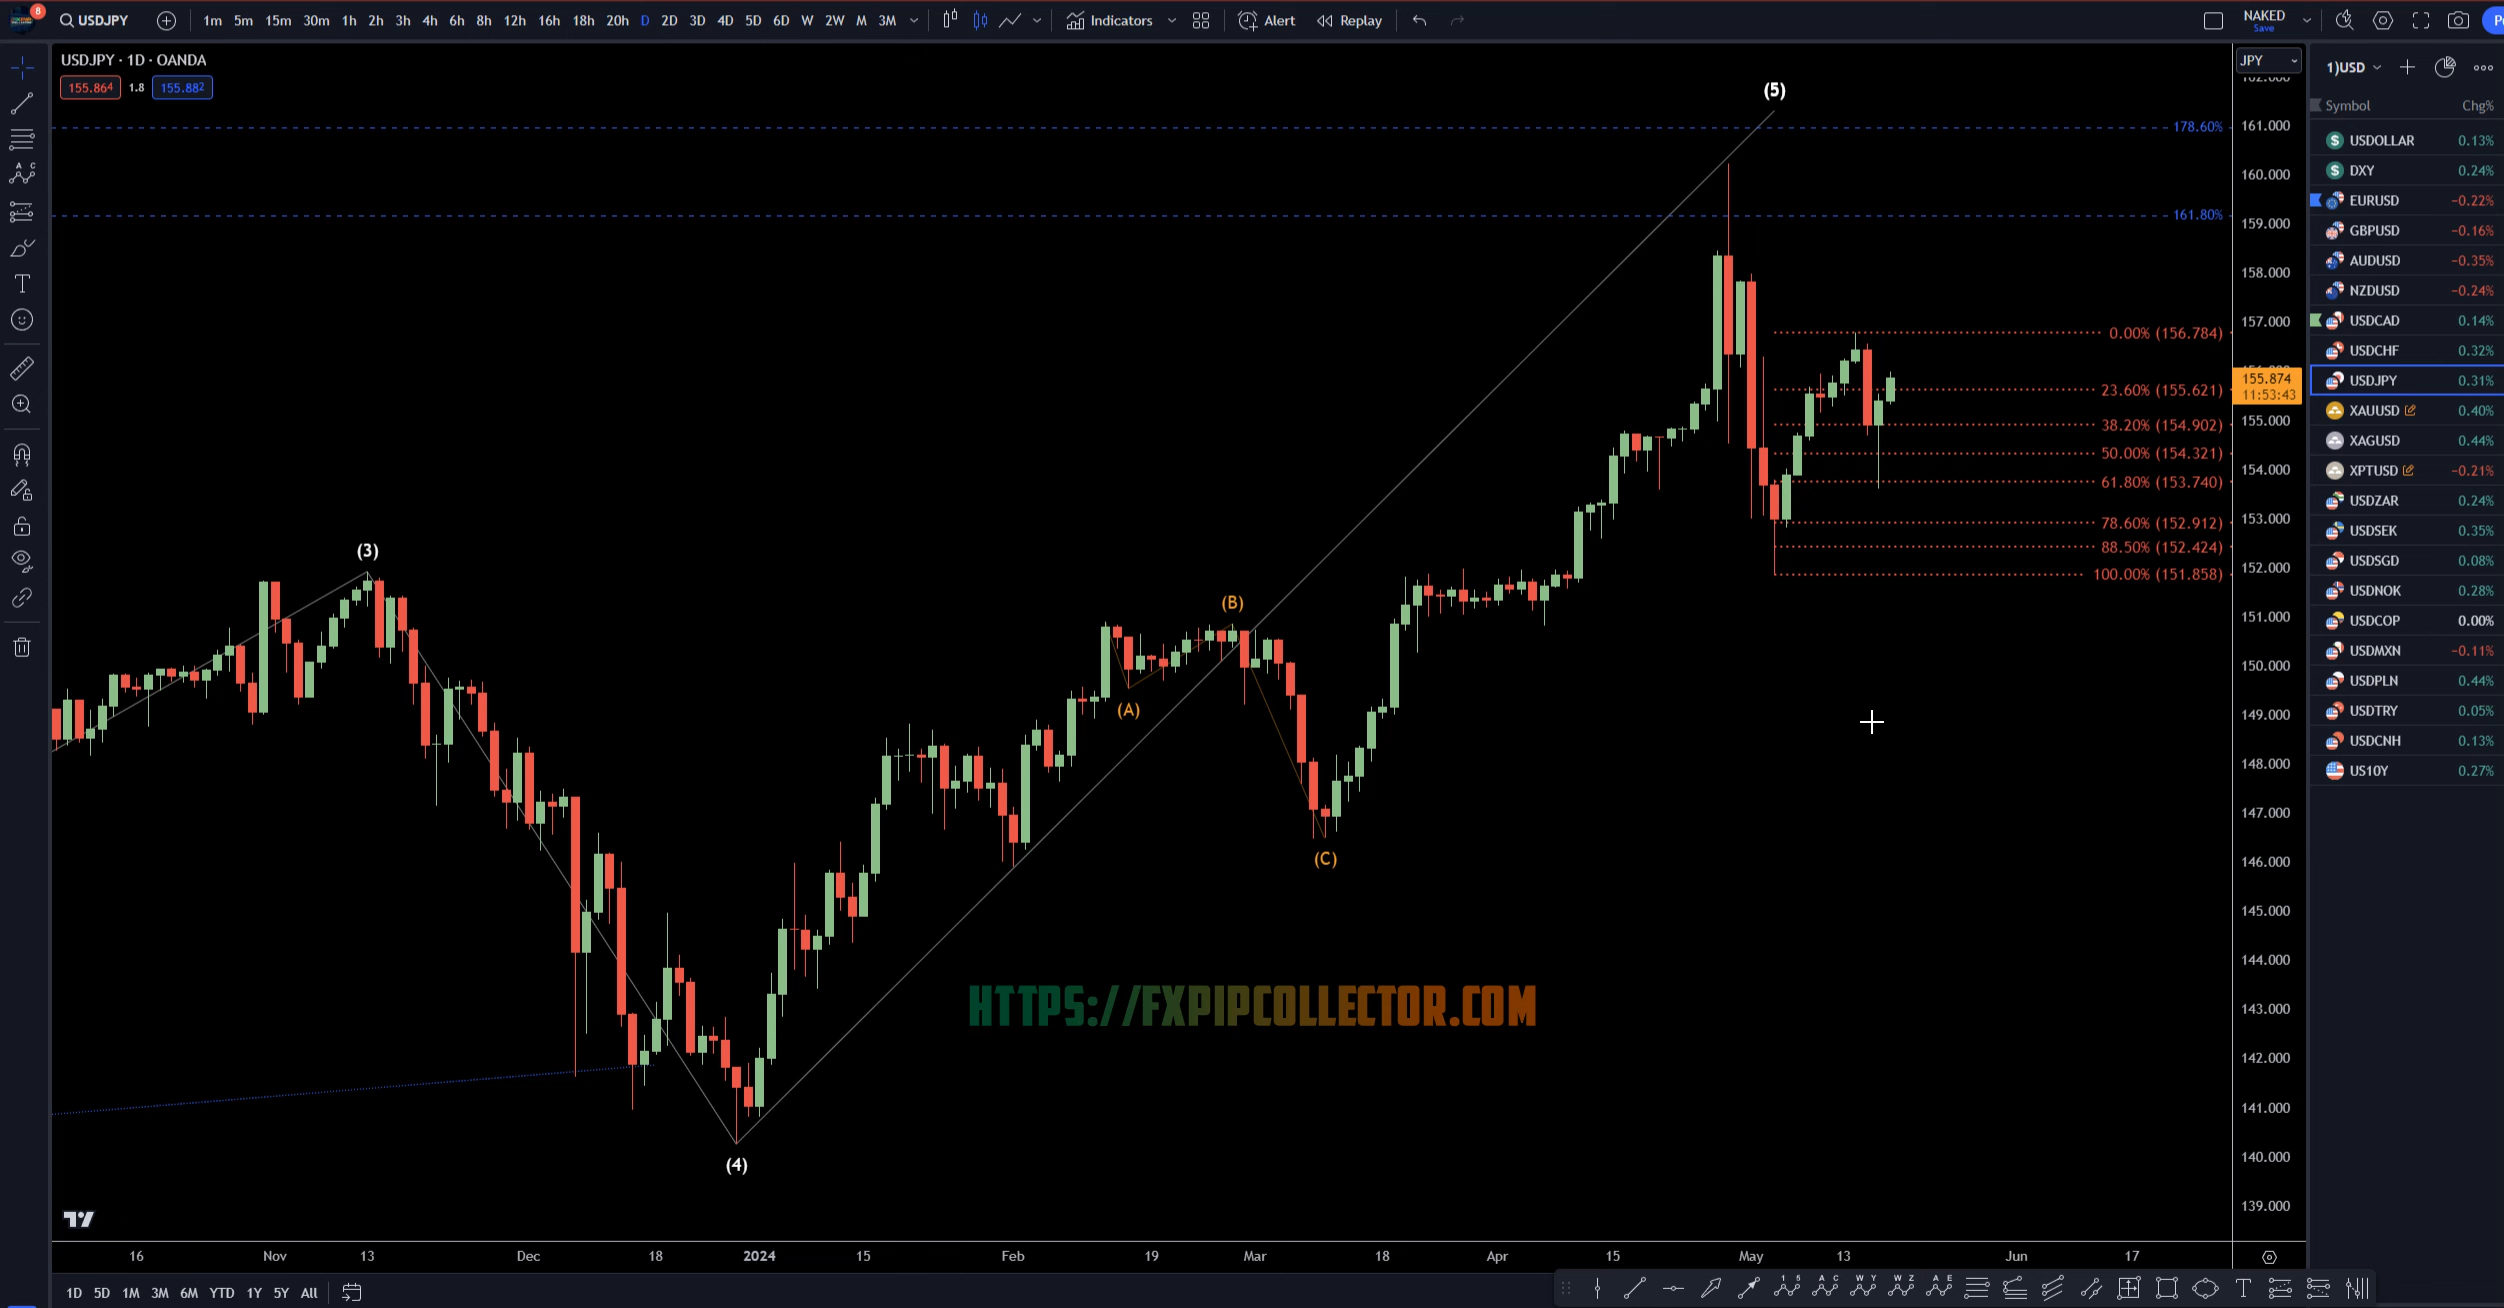 8
USDJPY 1m 5m 15m 30m 1h 2h 3h 4h 6h 8h 12h 16h 18h 20h D 2D 3D 4D 5D 6D W 2W M 3M Indicators Alert Replay NAKED
Save
USDJPY · 1D · OANDA
155.864 1.8 155.882
JPY
161.000
160.000
159.000
158.000
157.000
155.874
11:53:43
155.000
154.000
153.000
152.000
151.000
150.000
149.000
148.000
147.000
146.000
145.000
144.000
143.000
142.000
141.000
140.000
139.000
178.60%
161.80%
0.00% (156.784)
23.60% (155.621)
38.20% (154.902)
50.00% (154.321)
61.80% (153.740)
78.60% (152.912)
88.50% (152.424)
100.00% (151.858)
(5)
(3)
(B)
(A)
(C)
(4)
HTTPS://FXPIPCOLLECTOR.COM
16 Nov 13 Dec 18 2024 15 Feb 19 Mar 18 Apr 15 May 13 Jun 17
1D 5D 1M 3M 6M YTD 1Y 5Y All
1)USD
Symbol Chg%
USDOLLAR 0.13%
DXY 0.24%
EURUSD −0.22%
GBPUSD −0.16%
AUDUSD −0.35%
NZDUSD −0.24%
USDCAD 0.14%
USDCHF 0.32%
USDJPY 0.31%
XAUUSD 0.40%
XAGUSD 0.44%
XPTUSD −0.21%
USDZAR 0.24%
USDSEK 0.35%
USDSGD 0.08%
USDNOK 0.28%
USDCOP 0.00%
USDMXN −0.11%
USDPLN 0.44%
USDTRY 0.05%
USDCNH 0.13%
US10Y 0.27%